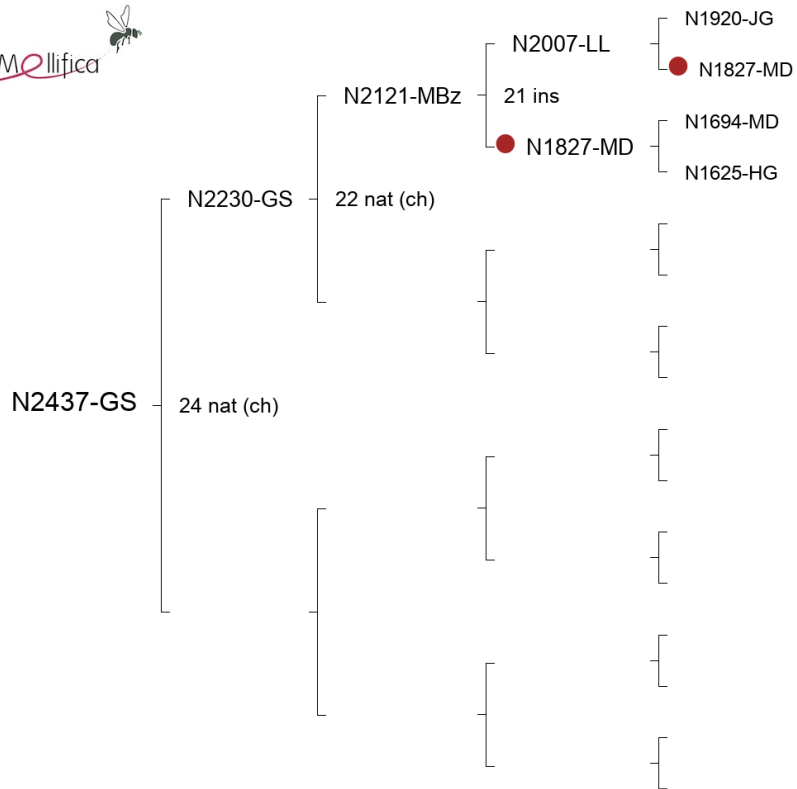 Mellifica
N1920-JG
N2007-LL
N1827-MD
N2121-MBz
21 ins
N1694-MD
N1827-MD
N1625-HG
N2230-GS
22 nat (ch)
N2437-GS
24 nat (ch)